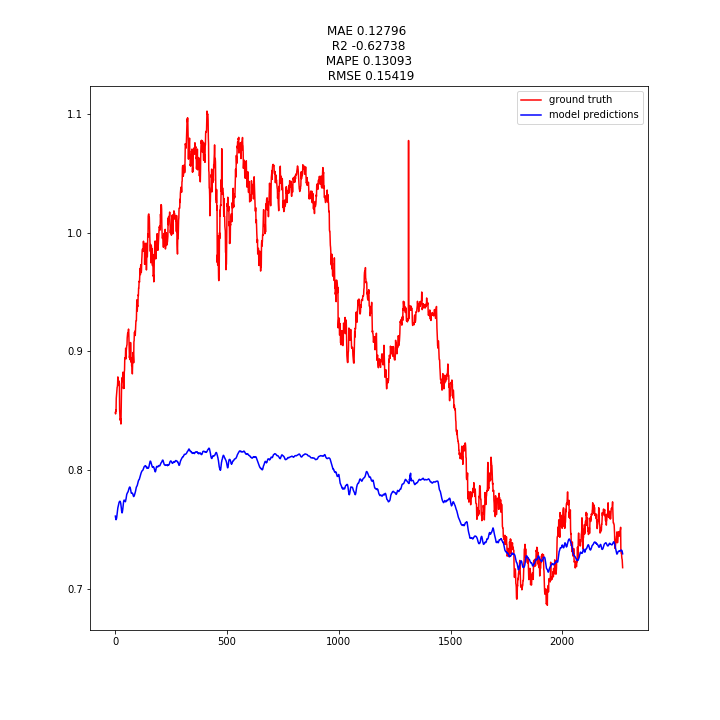 MAE 0.12796
R2 -0.62738
MAPE 0.13093
RMSE 0.15419
ground truth
model predictions
1.1
1.0
0.9
0.8
0.7
0
500
1000
1500
2000